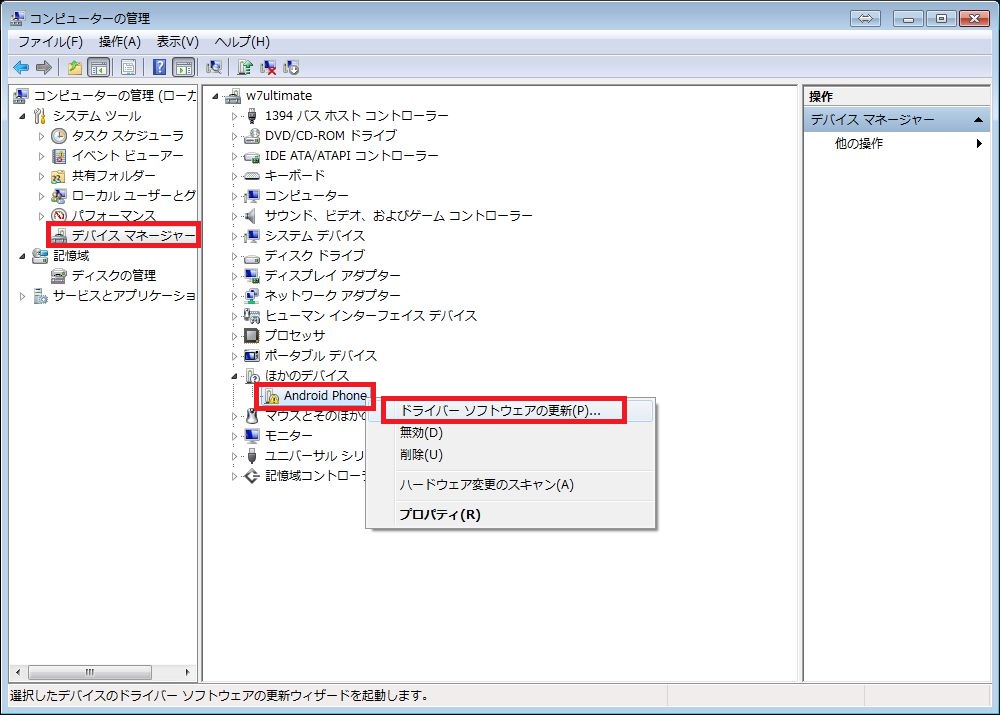 コンピューターの管理
ファイル(F) 操作(A) 表示(V) ヘルプ(H)
コンピューターの管理 (ローカ
システム ツール
タスク スケジューラ
イベント ビューアー
共有フォルダー
ローカル ユーザーとグ
パフォーマンス
デバイス マネージャー
記憶域
ディスクの管理
サービスとアプリケーショ
w7ultimate
1394 バス ホスト コントローラー
DVD/CD-ROM ドライブ
IDE ATA/ATAPI コントローラー
キーボード
コンピューター
サウンド、ビデオ、およびゲーム コントローラー
システム デバイス
ディスク ドライブ
ディスプレイ アダプター
ネットワーク アダプター
ヒューマン インターフェイス デバイス
プロセッサ
ポータブル デバイス
ほかのデバイス
Android Phone
マウスとそのほか
モニター
ユニバーサル シリ
記憶域コントローラ
ドライバー ソフトウェアの更新(P)...
無効(D)
削除(U)
ハードウェア変更のスキャン(A)
プロパティ(R)
操作
デバイス マネージャー
他の操作
選択したデバイスのドライバー ソフトウェアの更新ウィザードを起動します。